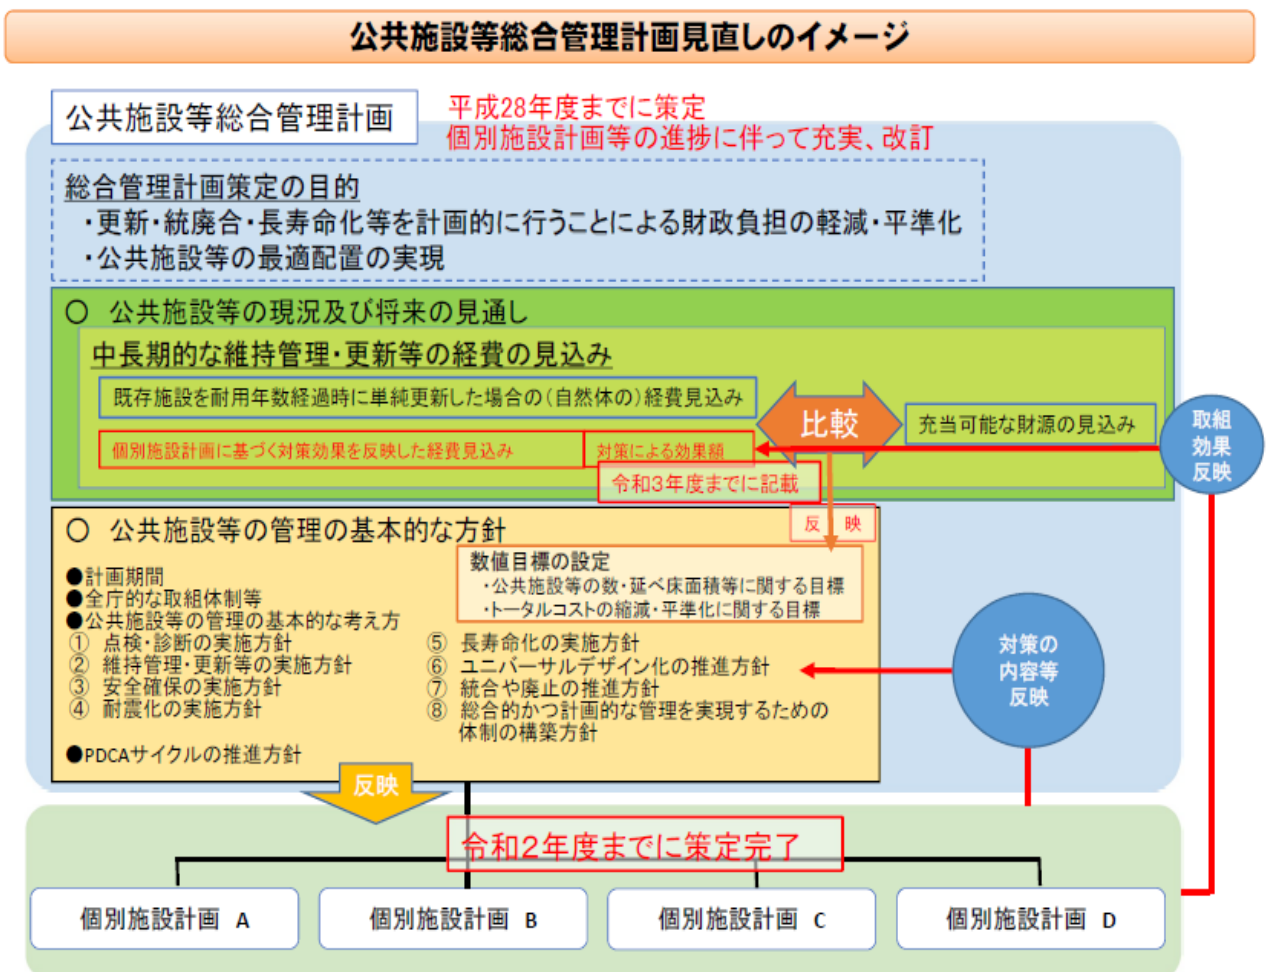 公共施設等総合管理計画見直しのイメージ
公共施設等総合管理計画
平成28年度までに策定
個別施設計画等の進捗に伴って充実、改訂
総合管理計画策定の目的
・更新・統廃合・長寿命化等を計画的に行うことによる財政負担の軽減・平準化
・公共施設等の最適配置の実現
〇　公共施設等の現況及び将来の見通し
中長期的な維持管理・更新等の経費の見込み
既存施設を耐用年数経過時に単純更新した場合の（自然体の）経費見込み
比較
充当可能な財源の見込み
個別施設計画に基づく対策効果を反映した経費見込み
対策による効果額
令和3年度までに記載
取組
効果
反映
〇　公共施設等の管理の基本的な方針
反　映
数値目標の設定
・公共施設等の数・延べ床面積等に関する目標
・トータルコストの縮減・平準化に関する目標
●計画期間
●全庁的な取組体制等
●公共施設等の管理の基本的な考え方
①　点検・診断の実施方針
②　維持管理・更新等の実施方針
③　安全確保の実施方針
④　耐震化の実施方針
⑤　長寿命化の実施方針
⑥　ユニバーサルデザイン化の推進方針
⑦　統合や廃止の推進方針
⑧　総合的かつ計画的な管理を実現するための
体制の構築方針
●PDCAサイクルの推進方針
対策の
内容等
反映
反映
令和２年度までに策定完了
個別施設計画　A
個別施設計画　B
個別施設計画　C
個別施設計画　D